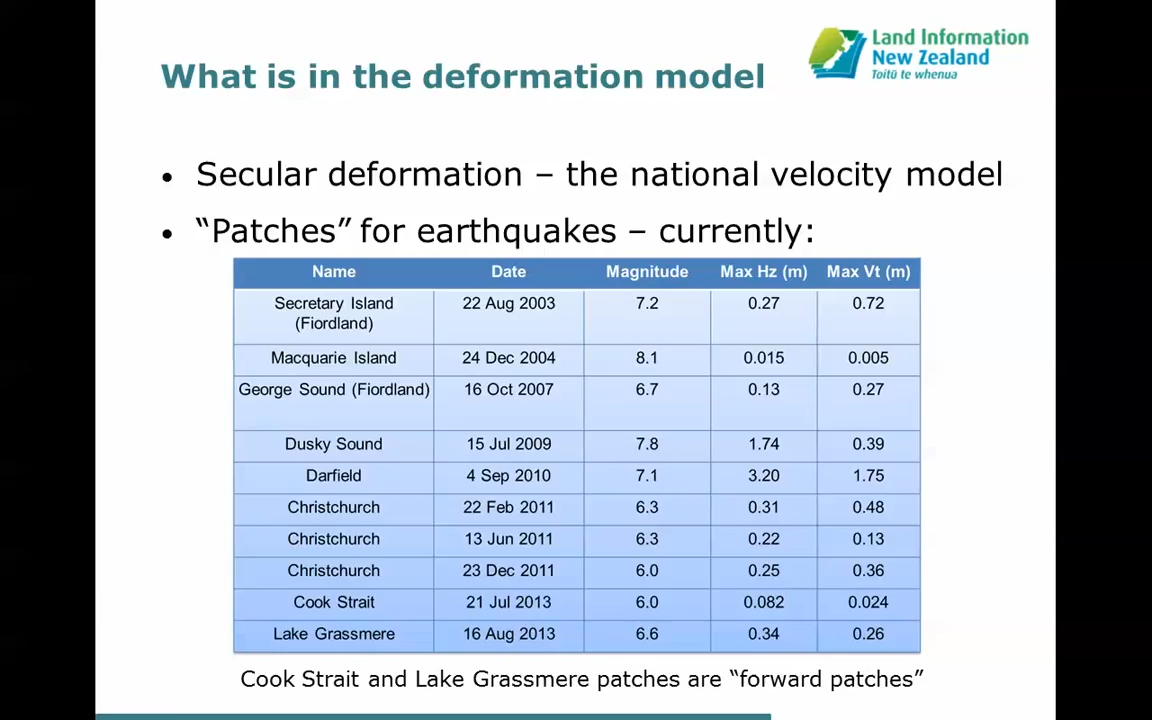 Land Information
New Zealand
Toitū te whenua
What is in the deformation model
• Secular deformation – the national velocity model
• “Patches” for earthquakes – currently:
Name Date Magnitude Max Hz (m) Max Vt (m)
Secretary Island (Fiordland) 22 Aug 2003 7.2 0.27 0.72
Macquarie Island 24 Dec 2004 8.1 0.015 0.005
George Sound (Fiordland) 16 Oct 2007 6.7 0.13 0.27
Dusky Sound 15 Jul 2009 7.8 1.74 0.39
Darfield 4 Sep 2010 7.1 3.20 1.75
Christchurch 22 Feb 2011 6.3 0.31 0.48
Christchurch 13 Jun 2011 6.3 0.22 0.13
Christchurch 23 Dec 2011 6.0 0.25 0.36
Cook Strait 21 Jul 2013 6.0 0.082 0.024
Lake Grassmere 16 Aug 2013 6.6 0.34 0.26
Cook Strait and Lake Grassmere patches are “forward patches”